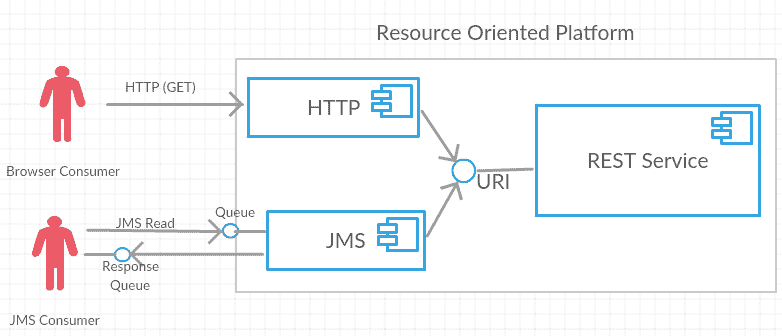 Resource Oriented Platform
HTTP (GET)
HTTP
Browser Consumer
REST Service
URI
Queue
JMS Read
JMS
Response
Queue
JMS Consumer